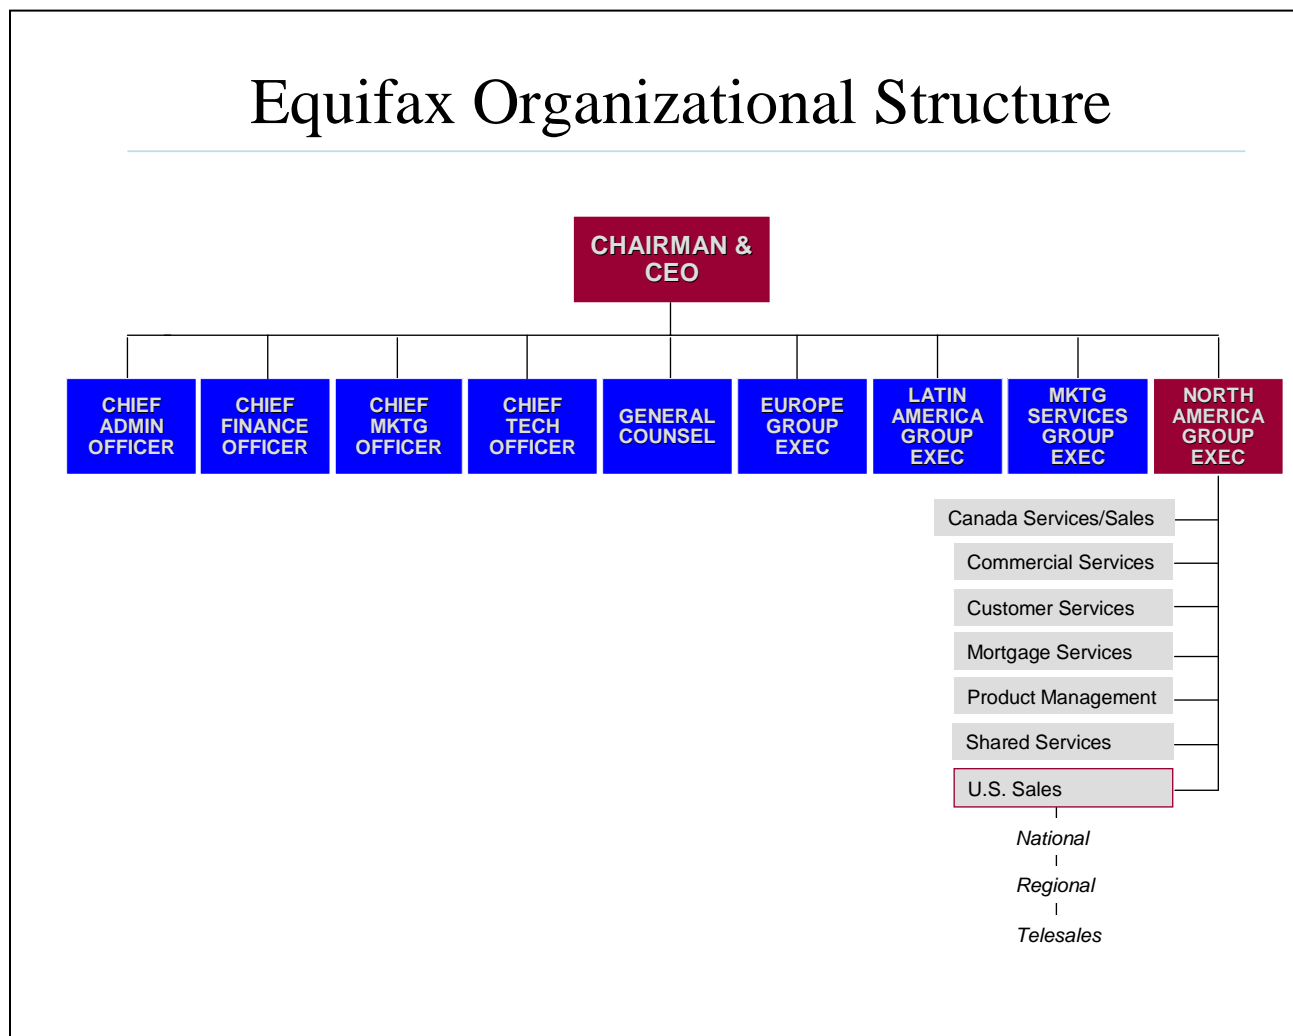 Equifax Organizational Structure
CHAIRMAN &
CEO
CHIEF
ADMIN
OFFICER
CHIEF
FINANCE
OFFICER
CHIEF
MKTG
OFFICER
CHIEF
TECH
OFFICER
GENERAL
COUNSEL
EUROPE
GROUP
EXEC
LATIN
AMERICA
GROUP
EXEC
MKTG
SERVICES
GROUP
EXEC
NORTH
AMERICA
GROUP
EXEC
Canada Services/Sales
Commercial Services
Customer Services
Mortgage Services
Product Management
Shared Services
U.S. Sales
National
Regional
Telesales